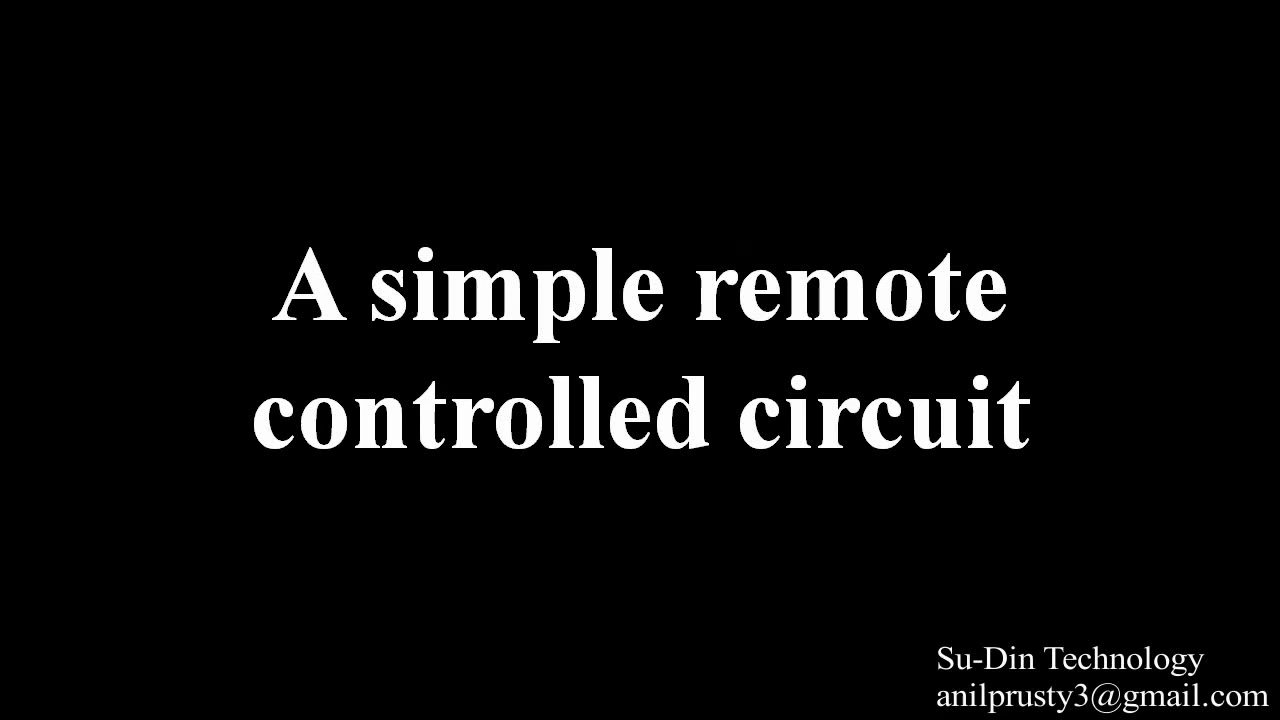 A simple remote
controlled circuit
Su-Din Technology
anilprusty3@gmail.com